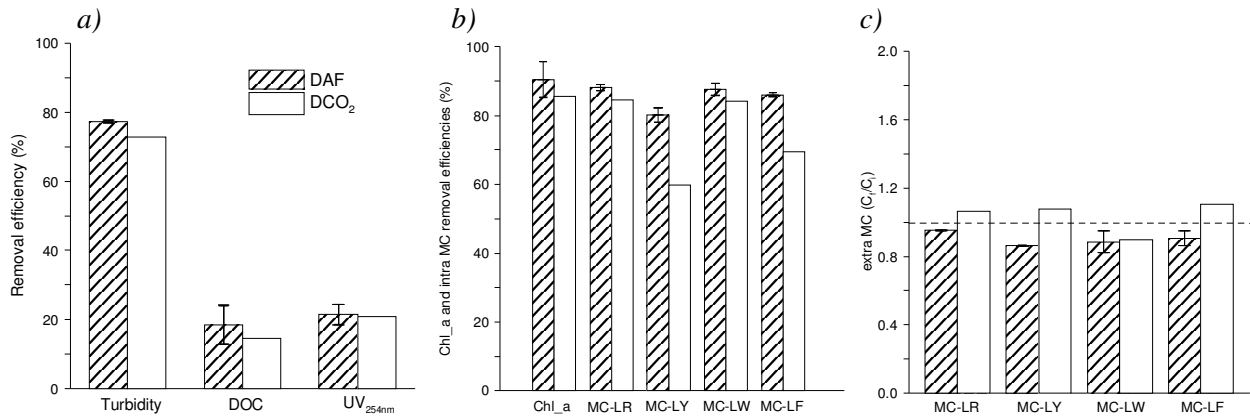 a)
Removal efficiency (%)
100
80
60
40
20
0
DAF
DCO₂
Turbidity DOC UV₂₅₄ₙₘ
b)
Chl_a and intra MC removal efficiencies (%)
100
80
60
40
20
0
Chl_a MC-LR MC-LY MC-LW MC-LF
c)
extra MC (C_f/C_i)
2.0
1.6
1.2
0.8
0.4
0.0
MC-LR MC-LY MC-LW MC-LF